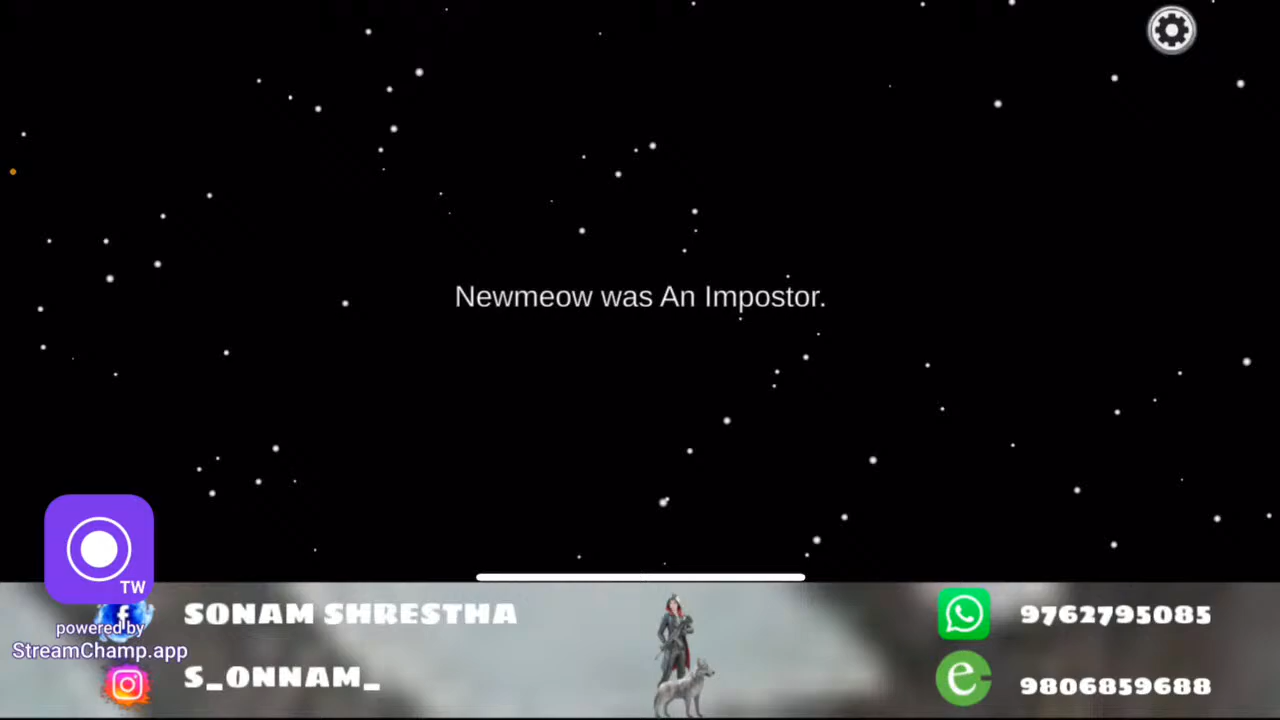 Newmeow was An Impostor.
TW
powered by
StreamChamp.app
SONAM SHRESTHA
S_ONNAM_
9762795085
9806859688